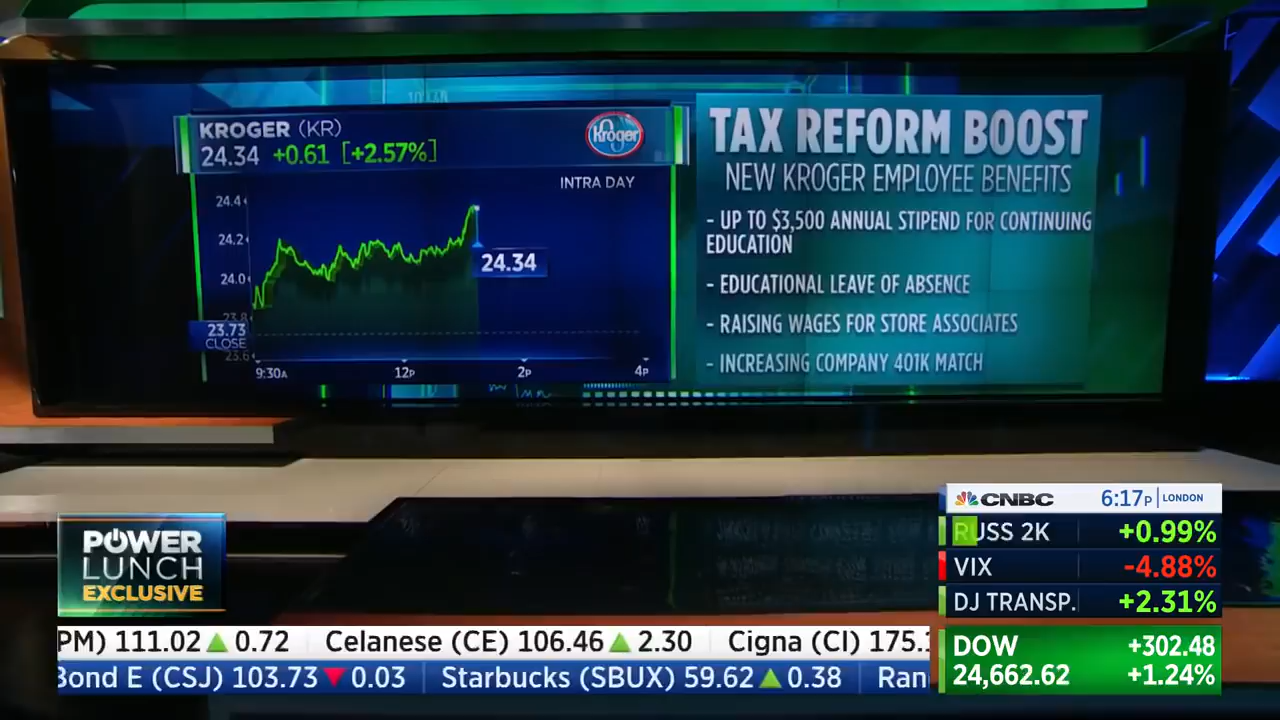 KROGER (KR)
24.34 +0.61 [+2.57%]
Kroger
INTRA DAY
24.4
24.2
24.0
23.8
23.73
CLOSE
23.6
24.34
9:30A
12P
2P
4P
TAX REFORM BOOST
NEW KROGER EMPLOYEE BENEFITS
- UP TO $3,500 ANNUAL STIPEND FOR CONTINUING
EDUCATION
- EDUCATIONAL LEAVE OF ABSENCE
- RAISING WAGES FOR STORE ASSOCIATES
- INCREASING COMPANY 401K MATCH
POWER
LUNCH
EXCLUSIVE
CNBC 6:17P LONDON
RUSS 2K +0.99%
VIX -4.88%
DJ TRANSP. +2.31%
DOW +302.48
24,662.62 +1.24%
PM) 111.02 ▲ 0.72 Celanese (CE) 106.46 ▲ 2.30 Cigna (CI) 175.1
Bond E (CSJ) 103.73 ▼ 0.03 Starbucks (SBUX) 59.62 ▲ 0.38 Ran